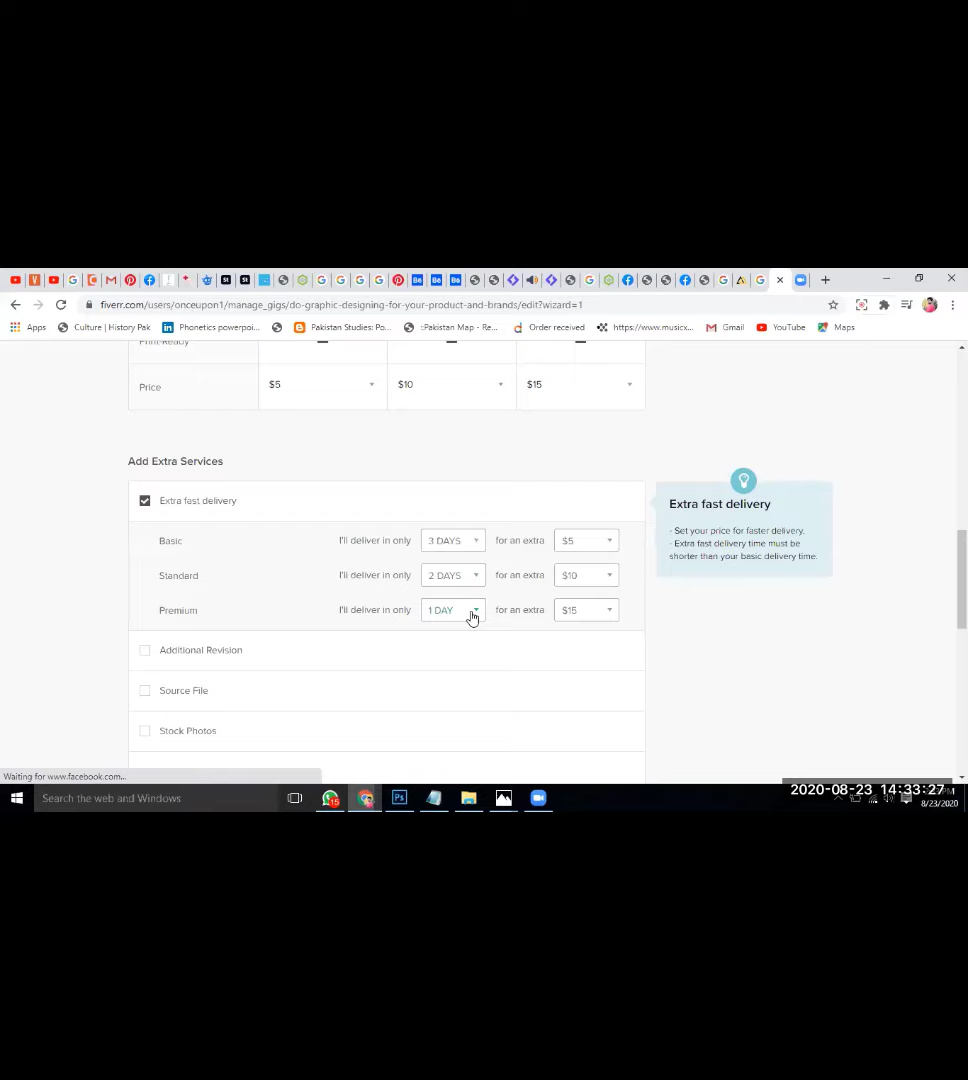 fiverr.com/users/onceupon1/manage_gigs/do-graphic-designing-for-your-product-and-brands/edit?wizard=1
Apps Culture | History Pak Phonetics powerpoi... Pakistan Studies: Po... ::Pakistan Map - Re... Order received https://www.musicx... Gmail YouTube Maps
Print-Ready
Price $5 $10 $15
Add Extra Services
Extra fast delivery
Basic I'll deliver in only 3 DAYS for an extra $5
Standard I'll deliver in only 2 DAYS for an extra $10
Premium I'll deliver in only 1 DAY for an extra $15
Additional Revision
Source File
Stock Photos
Extra fast delivery
- Set your price for faster delivery.
- Extra fast delivery time must be
shorter than your basic delivery time.
Waiting for www.facebook.com...
Search the web and Windows
15
Ps
2020-08-23 14:33:27
8/23/2020